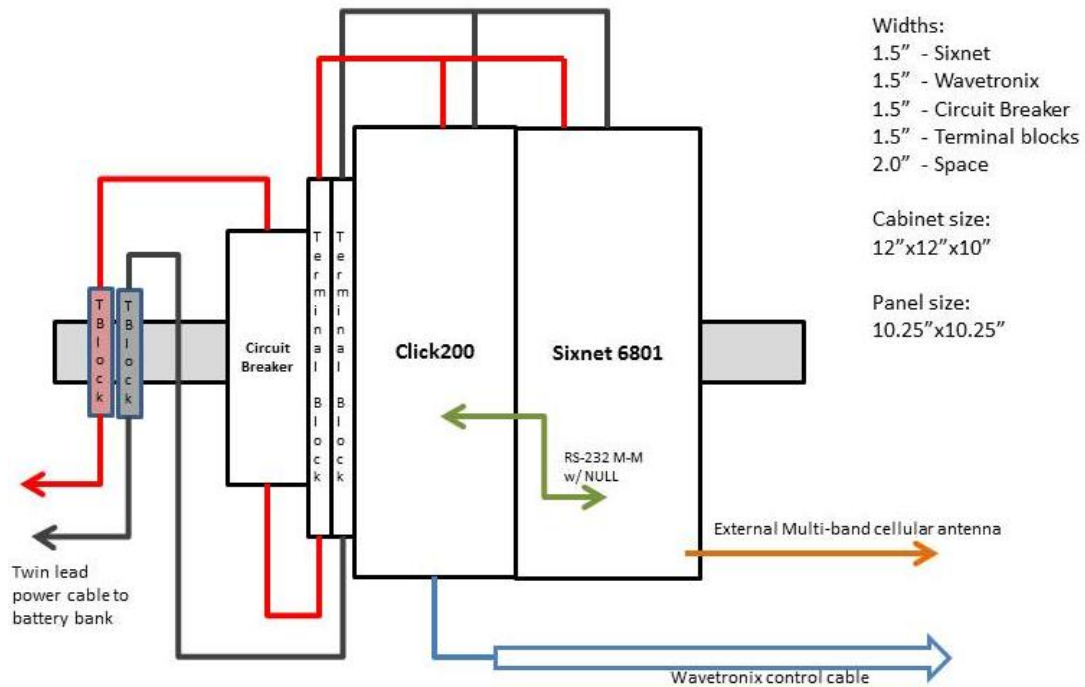 Widths:
1.5” - Sixnet
1.5” - Wavetronix
1.5” - Circuit Breaker
1.5” - Terminal blocks
2.0” - Space
Cabinet size:
12”x12”x10”
Panel size:
10.25”x10.25”
TBlock
TBlock
Circuit
Breaker
Terminal Block
Terminal Block
Click200
Sixnet 6801
RS-232 M-M
w/ NULL
External Multi-band cellular antenna
Twin lead
power cable to
battery bank
Wavetronix control cable